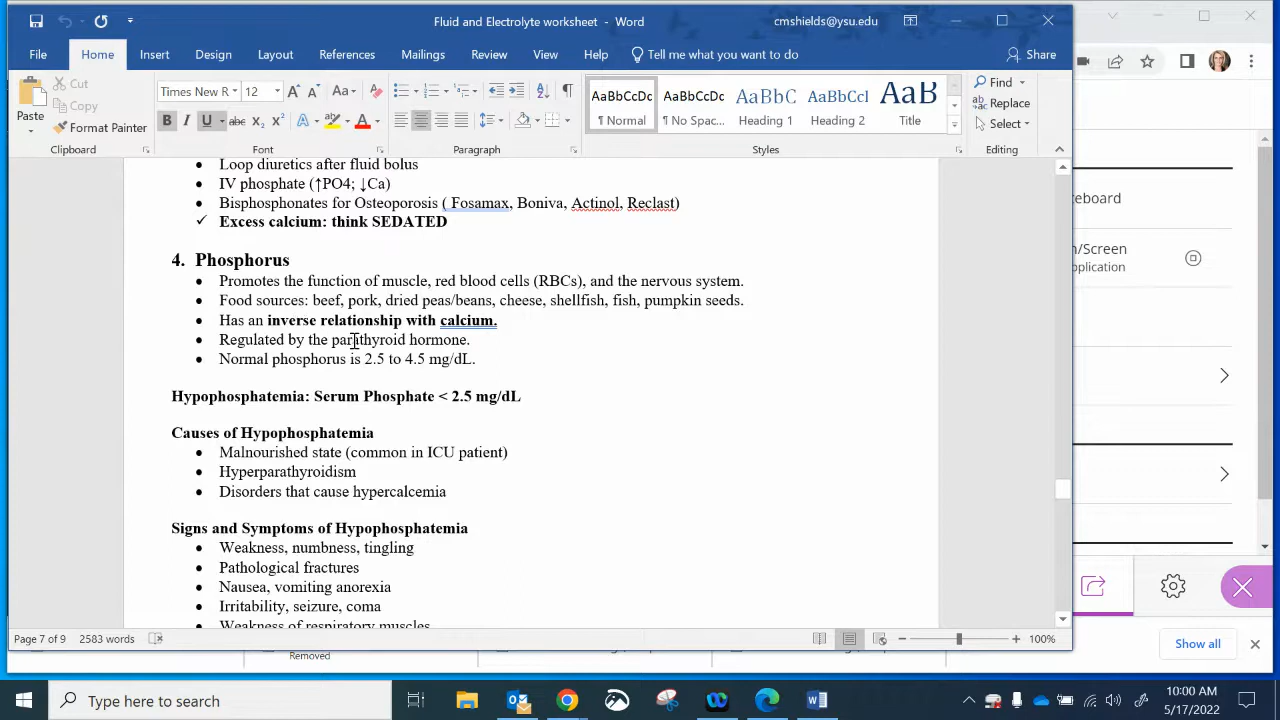 Fluid and Electrolyte worksheet - Word
cmshields@ysu.edu
File Home Insert Design Layout References Mailings Review View Help Tell me what you want to do Share
Paste
Cut
Copy
Format Painter
Clipboard
Times New R 12
Font
Paragraph
AaBbCcDc AaBbCcDc AaBbC AaBbCcI AaB
¶ Normal ¶ No Spac... Heading 1 Heading 2 Title
Styles
Find
Replace
Select
Editing
• Loop diuretics after fluid bolus
• IV phosphate (↑PO4; ↓Ca)
• Bisphosphonates for Osteoporosis ( Fosamax, Boniva, Actinol, Reclast)
✓ Excess calcium: think SEDATED
4. Phosphorus
• Promotes the function of muscle, red blood cells (RBCs), and the nervous system.
• Food sources: beef, pork, dried peas/beans, cheese, shellfish, fish, pumpkin seeds.
• Has an inverse relationship with calcium.
• Regulated by the parathyroid hormone.
• Normal phosphorus is 2.5 to 4.5 mg/dL.
Hypophosphatemia: Serum Phosphate < 2.5 mg/dL
Causes of Hypophosphatemia
• Malnourished state (common in ICU patient)
• Hyperparathyroidism
• Disorders that cause hypercalcemia
Signs and Symptoms of Hypophosphatemia
• Weakness, numbness, tingling
• Pathological fractures
• Nausea, vomiting anorexia
• Irritability, seizure, coma
• Weakness of respiratory muscles
Page 7 of 9 2583 words 100%
eboard
n/Screen
pplication
Removed
Show all
Type here to search
10:00 AM
5/17/2022